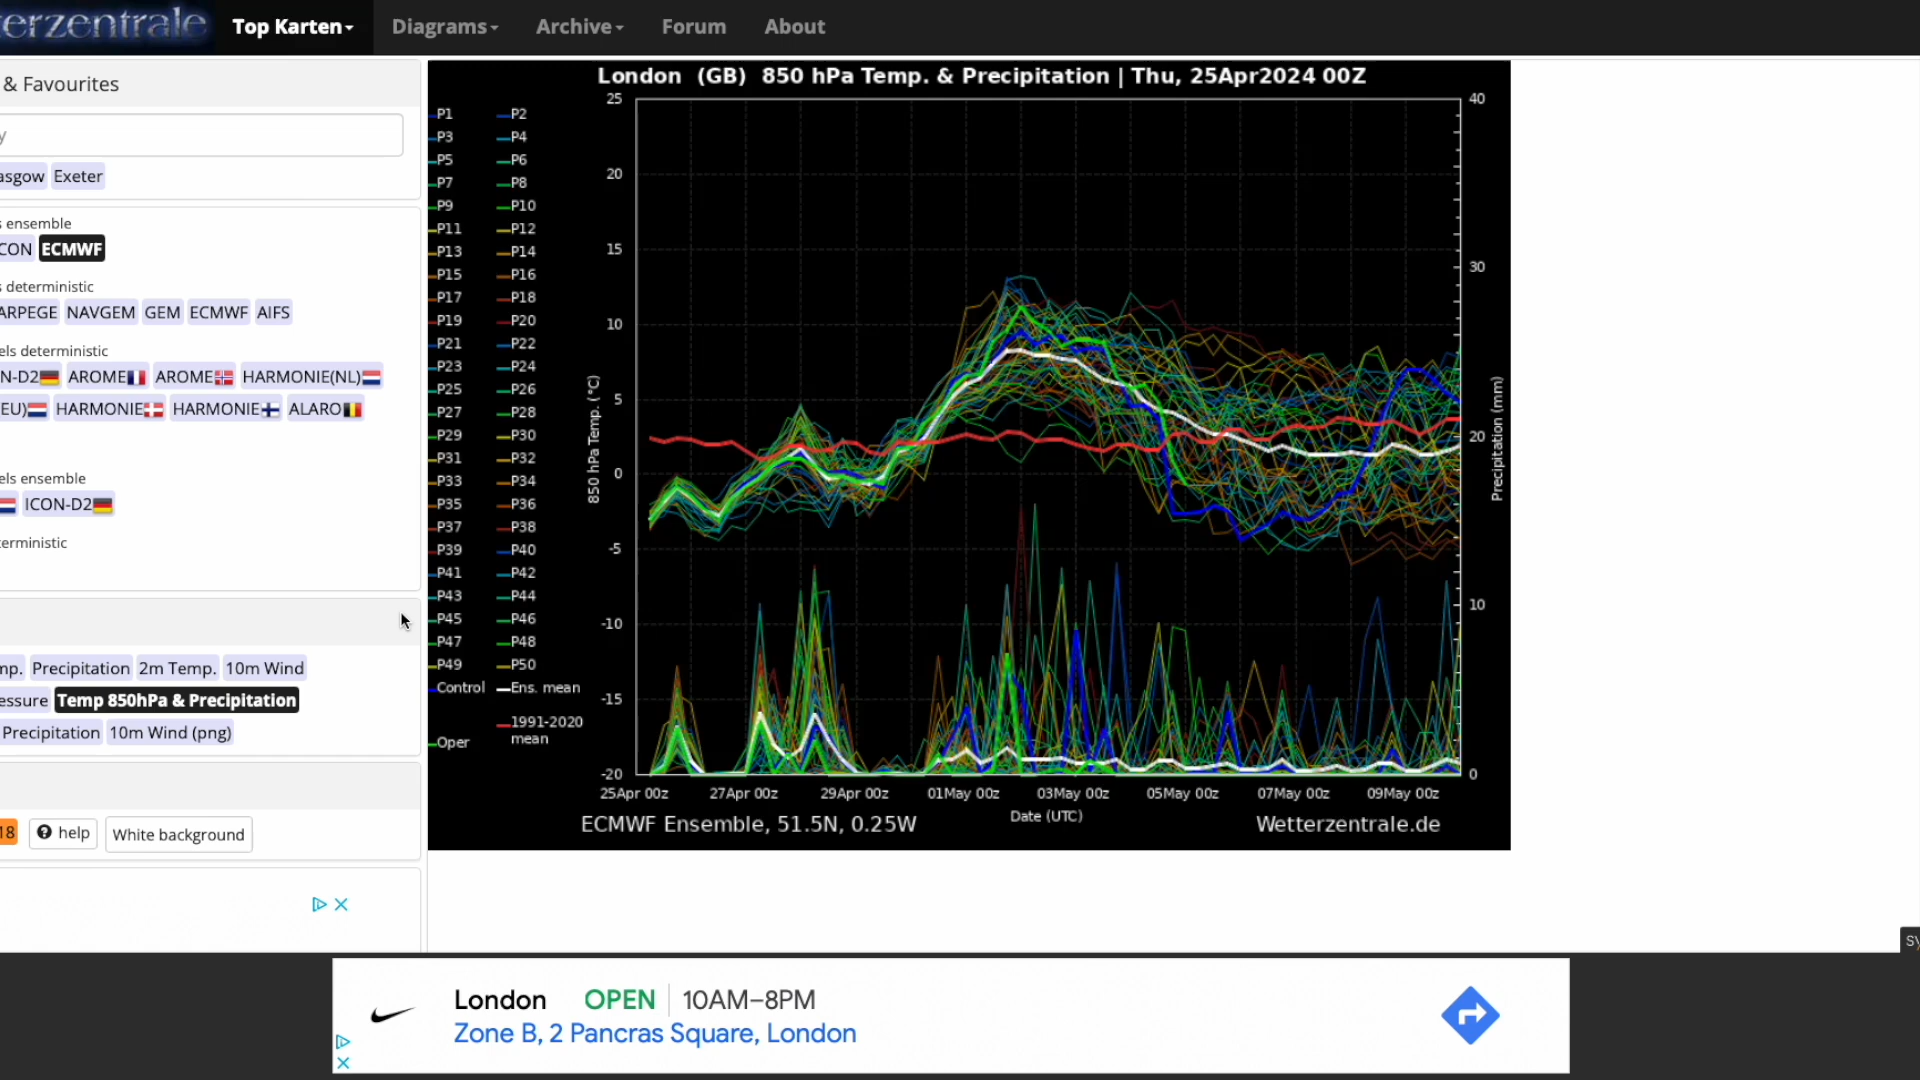 erzentrale
Top Karten
Diagrams
Archive
Forum
About
& Favourites
y
asgow Exeter
s ensemble
CON ECMWF
s deterministic
ARPEGE NAVGEM GEM ECMWF AIFS
els deterministic
N-D2 AROME AROME HARMONIE(NL)
EU) HARMONIE HARMONIE ALARO
els ensemble
ICON-D2
erministic
mp. Precipitation 2m Temp. 10m Wind
essure Temp 850hPa & Precipitation
Precipitation 10m Wind (png)
18 help White background
London (GB) 850 hPa Temp. & Precipitation | Thu, 25Apr2024 00Z
P1 P2
P3 P4
P5 P6
P7 P8
P9 P10
P11 P12
P13 P14
P15 P16
P17 P18
P19 P20
P21 P22
P23 P24
P25 P26
P27 P28
P29 P30
P31 P32
P33 P34
P35 P36
P37 P38
P39 P40
P41 P42
P43 P44
P45 P46
P47 P48
P49 P50
Control Ens. mean
1991-2020
mean
Oper
850 hPa Temp. (°C)
25
20
15
10
5
0
-5
-10
-15
-20
40
30
20
10
0
Precipitation (mm)
25Apr 00z 27Apr 00z 29Apr 00z 01May 00z 03May 00z 05May 00z 07May 00z 09May 00z
Date (UTC)
ECMWF Ensemble, 51.5N, 0.25W
Wetterzentrale.de
sy
London OPEN 10AM–8PM
Zone B, 2 Pancras Square, London